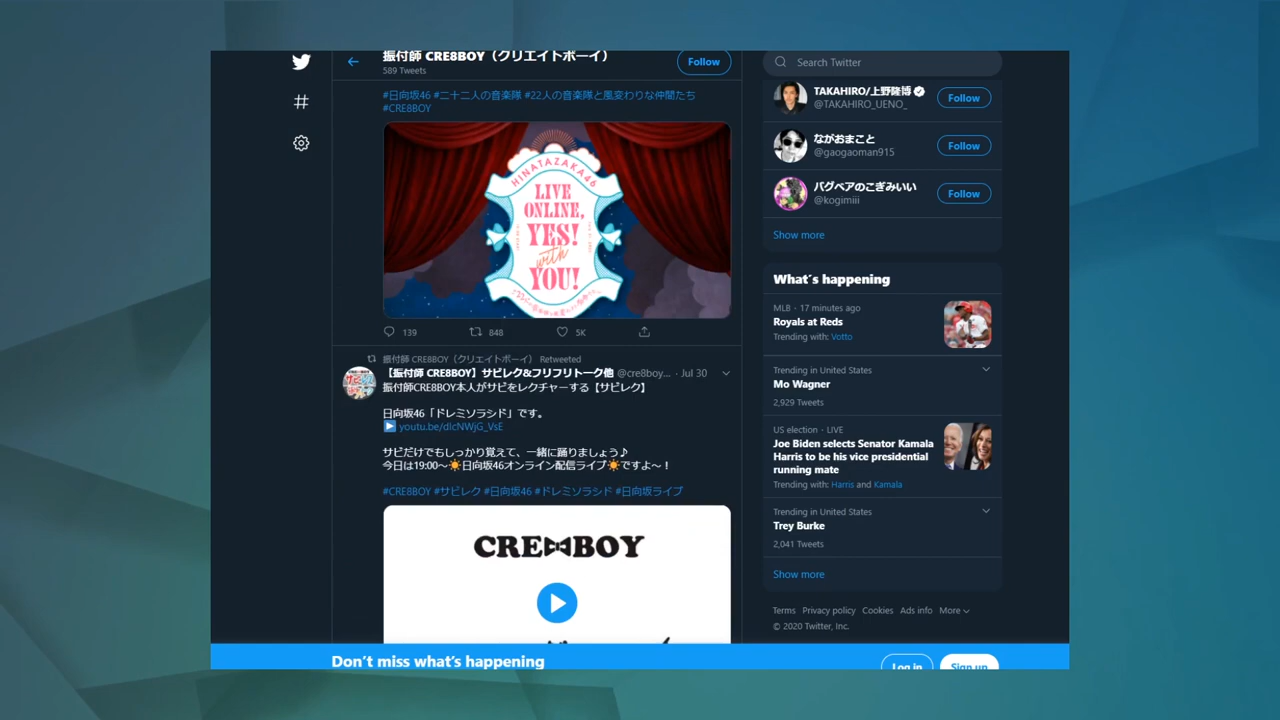 振付師 CRE8BOY（クリエイトボーイ）
589 Tweets
Follow
#日向坂46 #二十二人の音楽隊 #22人の音楽隊と風変わりな仲間たち
#CRE8BOY
HINATAZAKA46
LIVE
ONLINE,
YES!
with
YOU!
139
848
5K
振付師 CRE8BOY（クリエイトボーイ） Retweeted
【振付師 CRE8BOY】サビレク&フリフリトーク他 @cre8boy... · Jul 30
振付師CRE8BOY本人がサビをレクチャーする【サビレク】
日向坂46「ドレミソラシド」です。
youtu.be/dIcNWjG_VsE
サビだけでもしっかり覚えて、一緒に踊りましょう♪
今日は19:00〜☀日向坂46オンライン配信ライブ☀ですよ〜！
#CRE8BOY #サビレク #日向坂46 #ドレミソラシド #日向坂ライブ
CRE BOY
Search Twitter
TAKAHIRO/上野隆博
@TAKAHIRO_UENO_
Follow
ながおまこと
@gaogaoman915
Follow
バグベアのこぎみいい
@kogimiii
Follow
Show more
What's happening
MLB · 17 minutes ago
Royals at Reds
Trending with: Votto
Trending in United States
Mo Wagner
2,929 Tweets
US election · LIVE
Joe Biden selects Senator Kamala
Harris to be his vice presidential
running mate
Trending with: Harris and Kamala
Trending in United States
Trey Burke
2,041 Tweets
Show more
Terms Privacy policy Cookies Ads info More
© 2020 Twitter, Inc.
Don't miss what's happening
Log in
Sign up